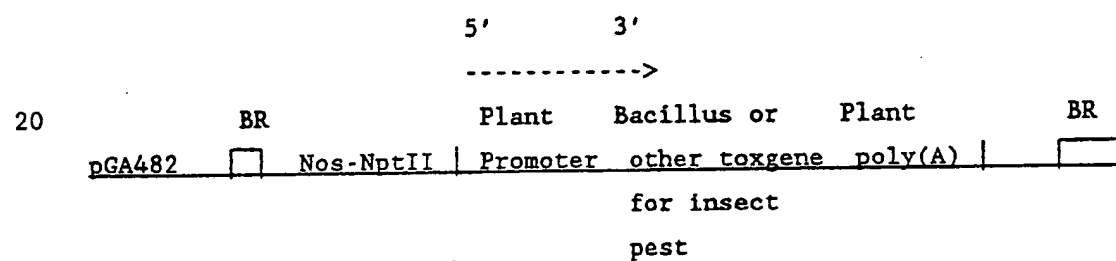 5' 3'
------------>
20 BR Plant Bacillus or Plant BR
pGA482 Nos-NptII Promoter other toxgene poly(A)
for insect
pest